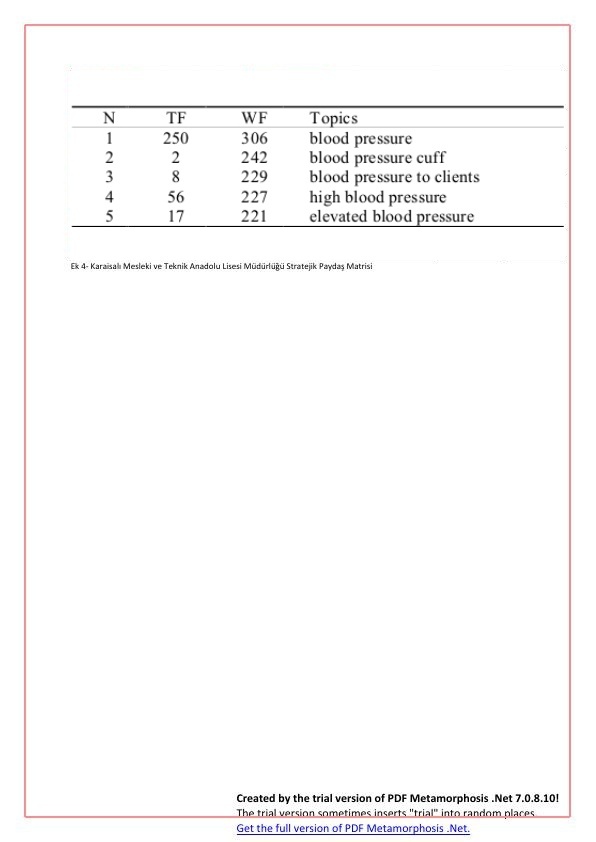 N TF WF Topics
1 250 306 blood pressure
2 2 242 blood pressure cuff
3 8 229 blood pressure to clients
4 56 227 high blood pressure
5 17 221 elevated blood pressure
Ek 4- Karaisalı Mesleki ve Teknik Anadolu Lisesi Müdürlüğü Stratejik Paydaş Matrisi
Created by the trial version of PDF Metamorphosis .Net 7.0.8.10!
The trial version sometimes inserts "trial" into random places.
Get the full version of PDF Metamorphosis .Net.